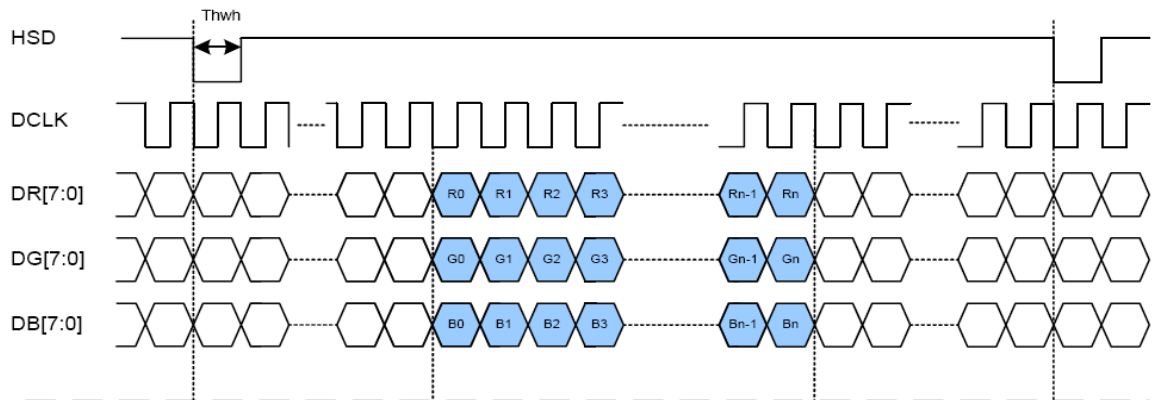 Thwh
HSD
DCLK
DR[7:0] R0 R1 R2 R3 Rn-1 Rn
DG[7:0] G0 G1 G2 G3 Gn-1 Gn
DB[7:0] B0 B1 B2 B3 Bn-1 Bn